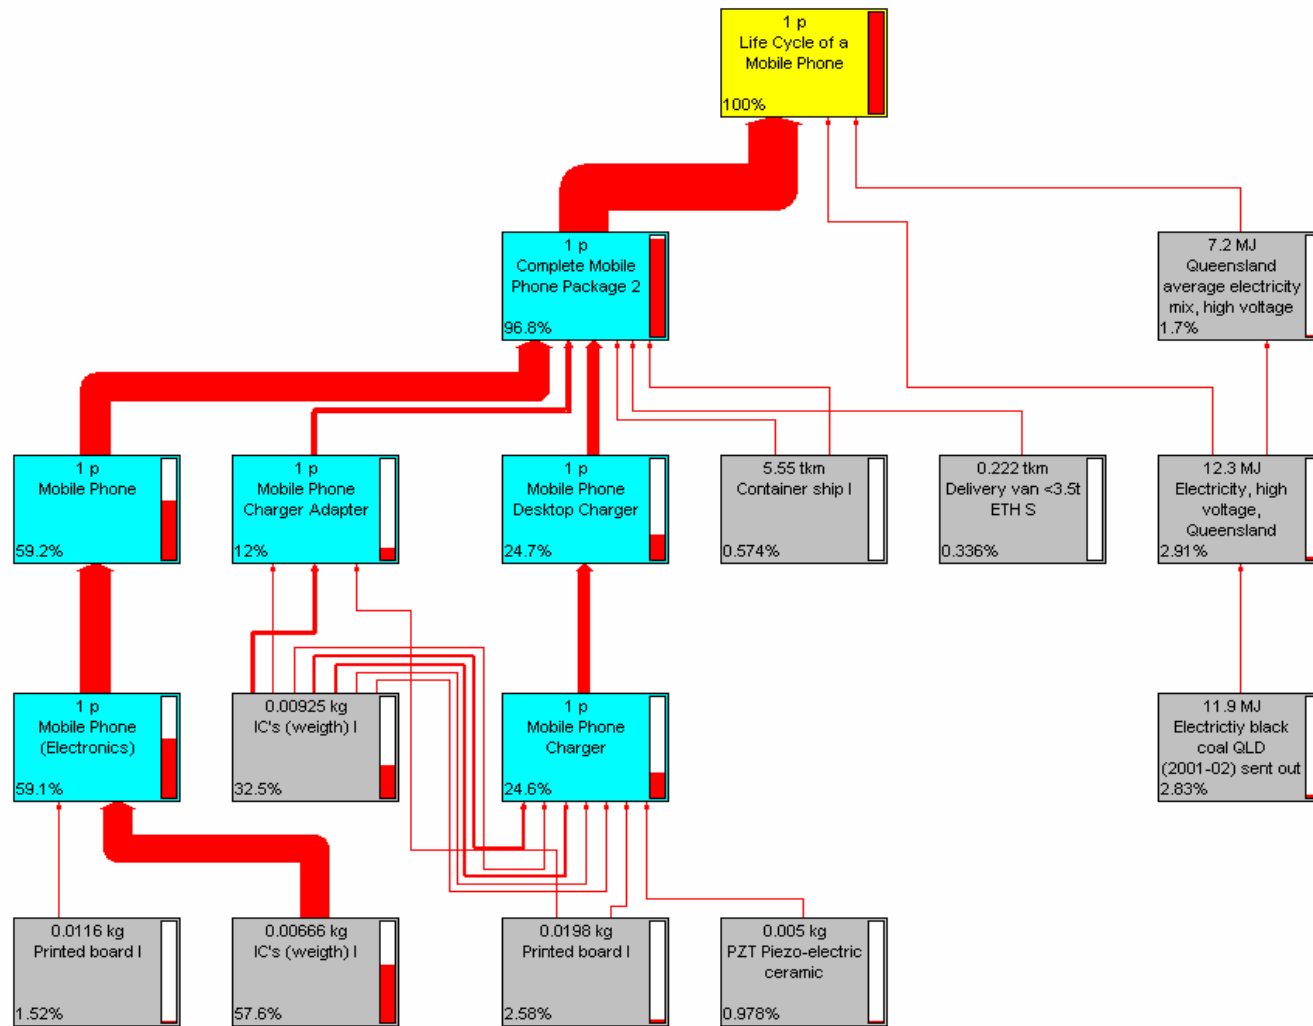 1 p
Life Cycle of a
Mobile Phone
100%
1 p
Complete Mobile
Phone Package 2
96.8%
7.2 MJ
Queensland
average electricity
mix, high voltage
1.7%
1 p
Mobile Phone
59.2%
1 p
Mobile Phone
Charger Adapter
12%
1 p
Mobile Phone
Desktop Charger
24.7%
5.55 tkm
Container ship I
0.574%
0.222 tkm
Delivery van <3.5t
ETH S
0.336%
12.3 MJ
Electricity, high
voltage,
Queensland
2.91%
1 p
Mobile Phone
(Electronics)
59.1%
0.00925 kg
IC's (weigth) I
32.5%
1 p
Mobile Phone
Charger
24.6%
11.9 MJ
Electrictiy black
coal QLD
(2001-02) sent out
2.83%
0.0116 kg
Printed board I
1.52%
0.00666 kg
IC's (weigth) I
57.6%
0.0198 kg
Printed board I
2.58%
0.005 kg
PZT Piezo-electric
ceramic
0.978%